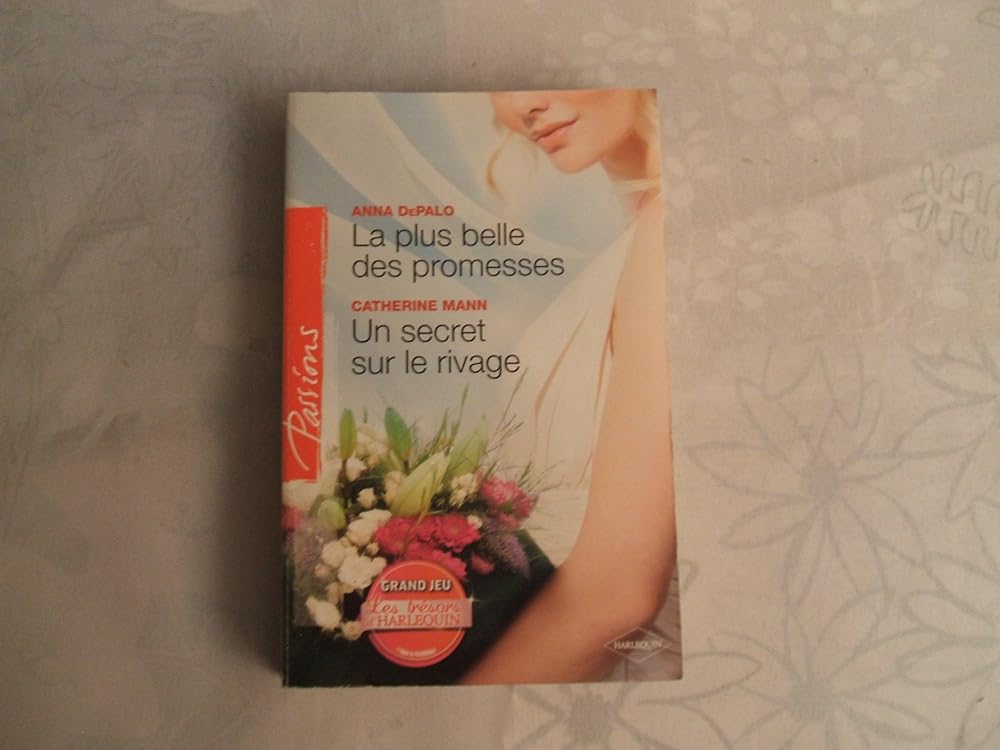 ANNA DEPALO
La plus belle
des promesses
CATHERINE MANN
Un secret
sur le rivage
Passions
GRAND JEU
Les trésors
d'HARLEQUIN
HARLEQUIN